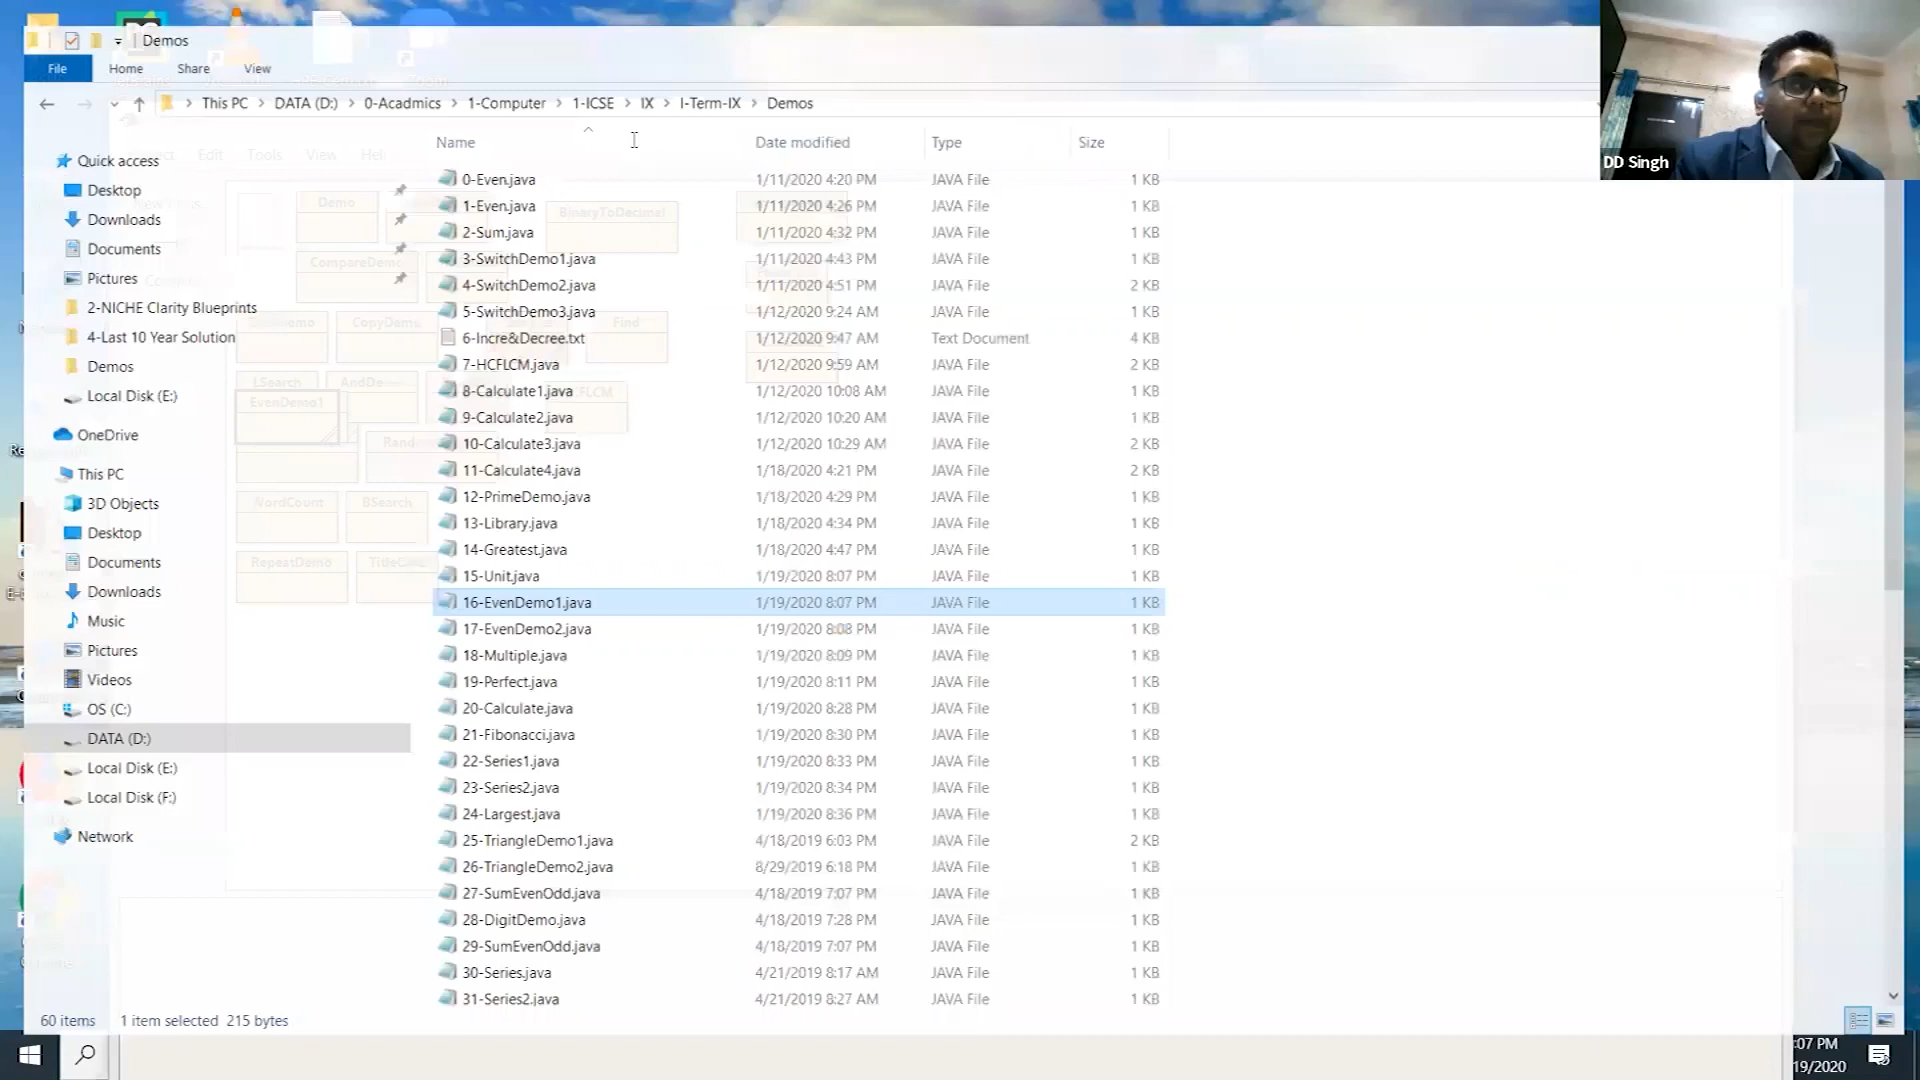 Demos
File Home Share View
This PC DATA (D:) 0-Acadmics 1-Computer 1-ICSE IX I-Term-IX Demos
DD Singh
Name Date modified Type Size
Edit Tools View
Quick access
Desktop
Downloads
Documents
Pictures
2-NICHE Clarity Blueprints
4-Last 10 Year Solution
Demos
Local Disk (E:)
OneDrive
This PC
3D Objects
Desktop
Documents
Downloads
Music
Pictures
Videos
OS (C:)
DATA (D:)
Local Disk (E:)
Local Disk (F:)
Network
0-Even.java 1/11/2020 4:20 PM JAVA File 1 KB
1-Even.java 1/11/2020 4:26 PM JAVA File 1 KB
2-Sum.java 1/11/2020 4:32 PM JAVA File 1 KB
3-SwitchDemo1.java 1/11/2020 4:43 PM JAVA File 1 KB
4-SwitchDemo2.java 1/11/2020 4:51 PM JAVA File 2 KB
5-SwitchDemo3.java 1/12/2020 9:24 AM JAVA File 1 KB
6-Incre&Decree.txt 1/12/2020 9:47 AM Text Document 4 KB
7-HCFLCM.java 1/12/2020 9:59 AM JAVA File 2 KB
8-Calculate1.java 1/12/2020 10:08 AM JAVA File 1 KB
9-Calculate2.java 1/12/2020 10:20 AM JAVA File 1 KB
10-Calculate3.java 1/12/2020 10:29 AM JAVA File 2 KB
11-Calculate4.java 1/18/2020 4:21 PM JAVA File 2 KB
12-PrimeDemo.java 1/18/2020 4:29 PM JAVA File 1 KB
13-Library.java 1/18/2020 4:34 PM JAVA File 1 KB
14-Greatest.java 1/18/2020 4:47 PM JAVA File 1 KB
15-Unit.java 1/19/2020 8:07 PM JAVA File 1 KB
16-EvenDemo1.java 1/19/2020 8:07 PM JAVA File 1 KB
17-EvenDemo2.java 1/19/2020 8:08 PM JAVA File 1 KB
18-Multiple.java 1/19/2020 8:09 PM JAVA File 1 KB
19-Perfect.java 1/19/2020 8:11 PM JAVA File 1 KB
20-Calculate.java 1/19/2020 8:28 PM JAVA File 1 KB
21-Fibonacci.java 1/19/2020 8:30 PM JAVA File 1 KB
22-Series1.java 1/19/2020 8:33 PM JAVA File 1 KB
23-Series2.java 1/19/2020 8:34 PM JAVA File 1 KB
24-Largest.java 1/19/2020 8:36 PM JAVA File 1 KB
25-TriangleDemo1.java 4/18/2019 6:03 PM JAVA File 2 KB
26-TriangleDemo2.java 8/29/2019 6:18 PM JAVA File 1 KB
27-SumEvenOdd.java 4/18/2019 7:07 PM JAVA File 1 KB
28-DigitDemo.java 4/18/2019 7:28 PM JAVA File 1 KB
29-SumEvenOdd.java 4/18/2019 7:07 PM JAVA File 1 KB
30-Series.java 4/21/2019 8:17 AM JAVA File 1 KB
31-Series2.java 4/21/2019 8:27 AM JAVA File 1 KB
Demo BinaryToDecimal
CompareDemo
CopyDemo Find
LSearch
EvenDemo1
WordCount BSearch
RepeatDemo
60 items 1 item selected 215 bytes
:07 PM
19/2020